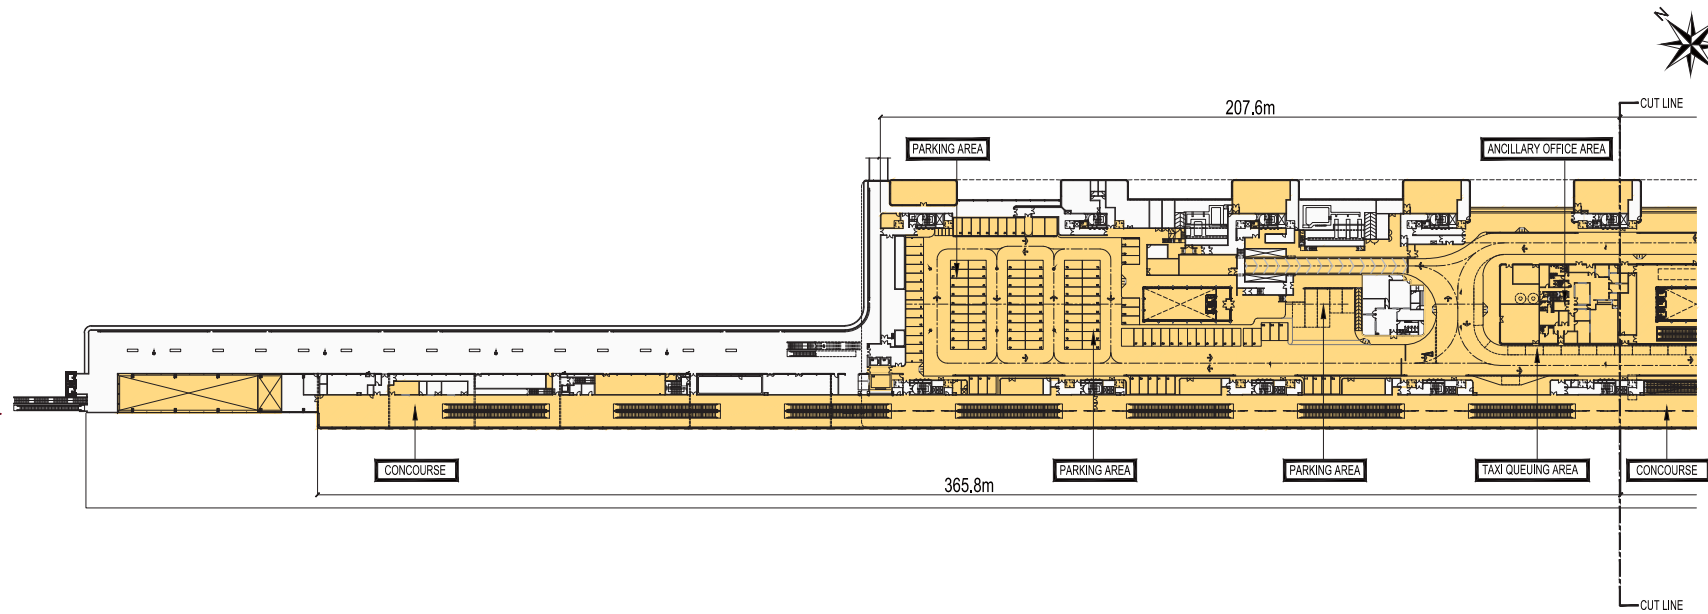 N
CUT LINE
207.6m
PARKING AREA
ANCILLARY OFFICE AREA
CONCOURSE
PARKING AREA
PARKING AREA
TAXI QUEUING AREA
CONCOURSE
365.8m
CUT LINE